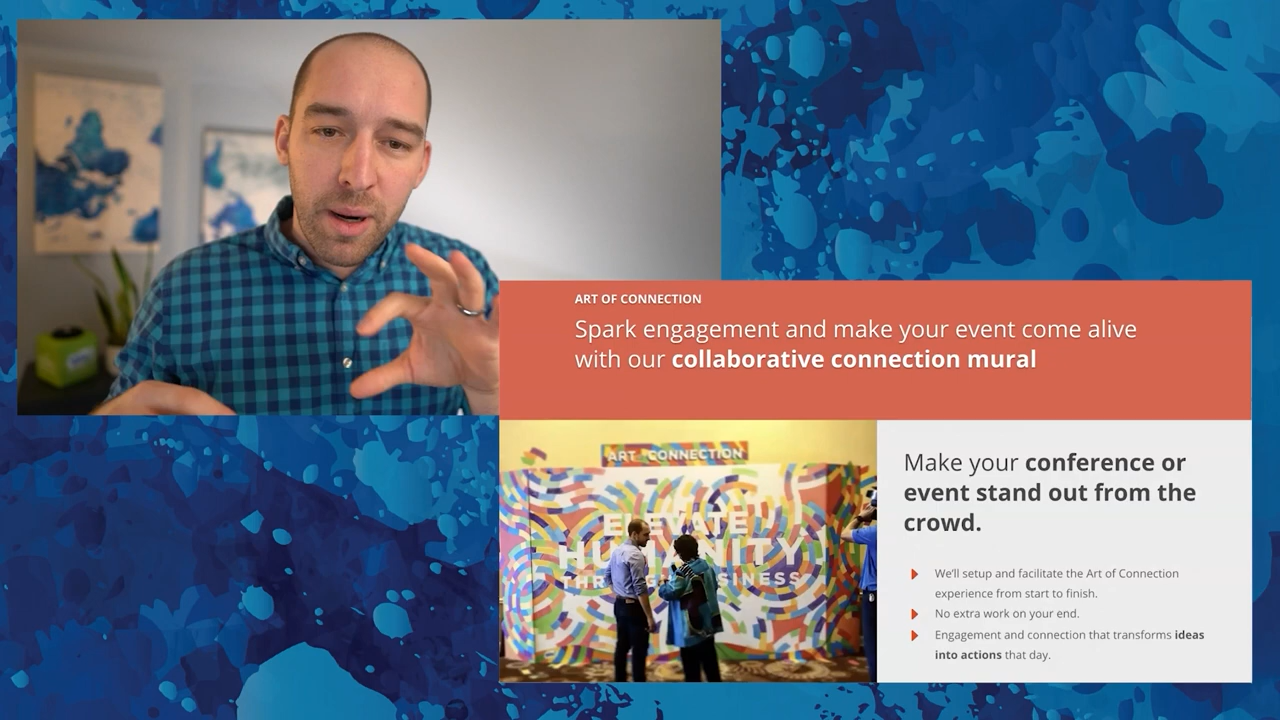 ART OF CONNECTION
Spark engagement and make your event come alive
with our collaborative connection mural
ART CONNECTION
ELEVATE
HUMANITY
Make your conference or
event stand out from the
crowd.
We'll setup and facilitate the Art of Connection
experience from start to finish.
No extra work on your end.
Engagement and connection that transforms ideas
into actions that day.